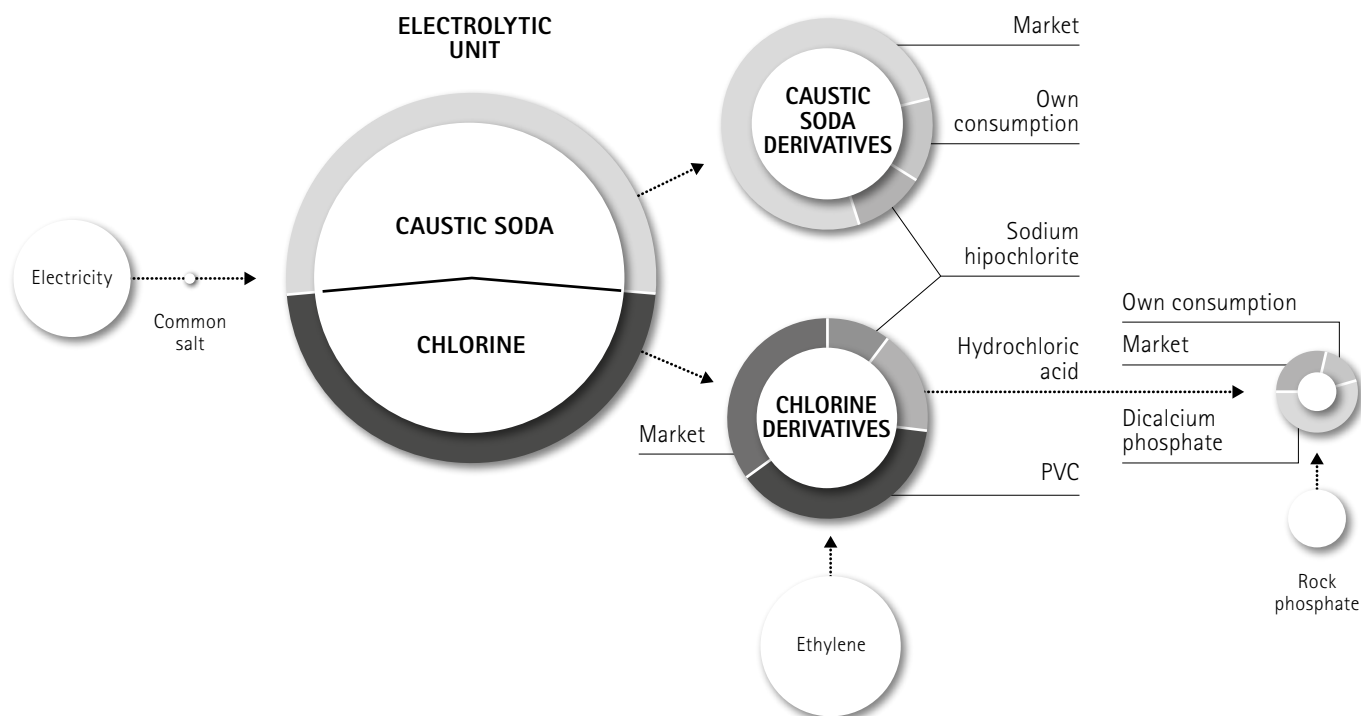 ELECTROLYTIC
UNIT
CAUSTIC SODA
CHLORINE
Electricity
Common
salt
CAUSTIC
SODA
DERIVATIVES
Market
Own
consumption
Sodium
hipochlorite
CHLORINE
DERIVATIVES
Market
Hydrochloric
acid
PVC
Ethylene
Own consumption
Market
Dicalcium
phosphate
Rock
phosphate